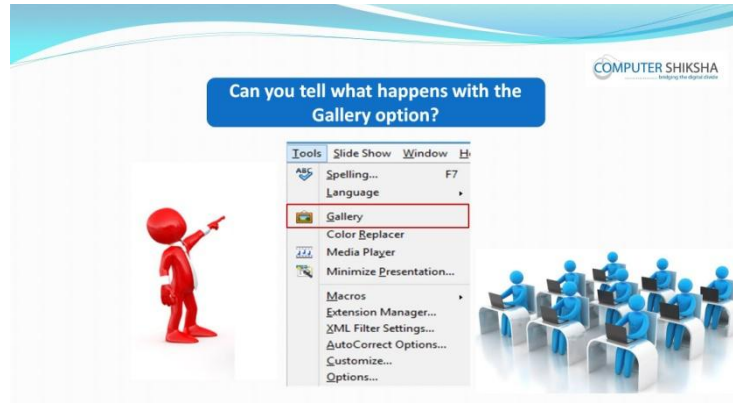 COMPUTER SHIKSHA
bridging the digital divide
Can you tell what happens with the
Gallery option?
Tools Slide Show Window H
ABC Spelling... F7
Language
Gallery
Color Replacer
Media Player
Minimize Presentation...
Macros
Extension Manager...
XML Filter Settings...
AutoCorrect Options...
Customize...
Options...